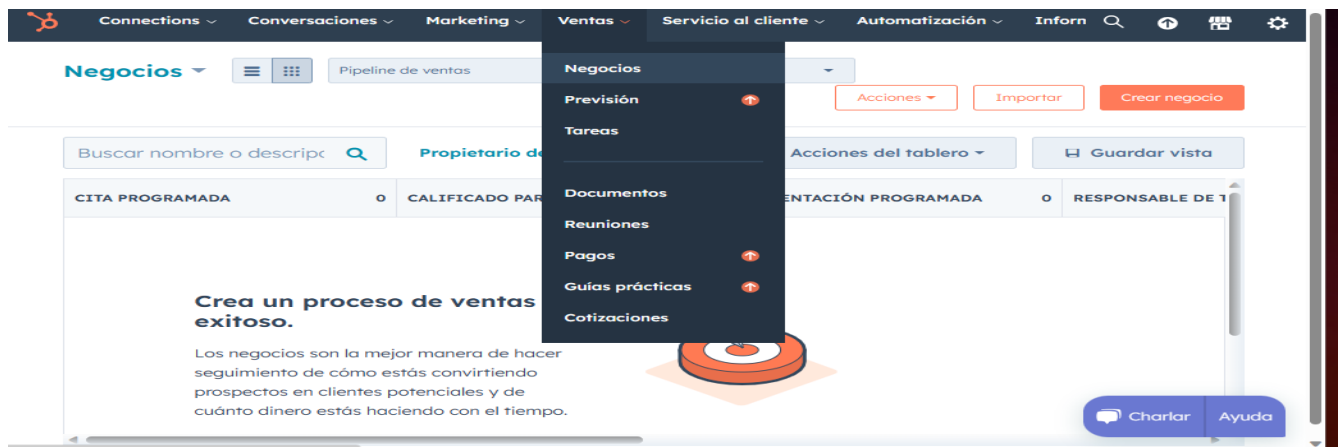 Connections Conversaciones Marketing Ventas Servicio al cliente Automatización Inforn
Negocios Pipeline de ventas
Negocios
Previsión
Tareas
Documentos
Reuniones
Pagos
Guías prácticas
Cotizaciones
Acciones Importar Crear negocio
Buscar nombre o descripc Propietario de Acciones del tablero Guardar vista
CITA PROGRAMADA 0 CALIFICADO PAR ENTACIÓN PROGRAMADA 0 RESPONSABLE DE T
Crea un proceso de ventas
exitoso.
Los negocios son la mejor manera de hacer
seguimiento de cómo estás convirtiendo
prospectos en clientes potenciales y de
cuánto dinero estás haciendo con el tiempo.
Charlar Ayuda